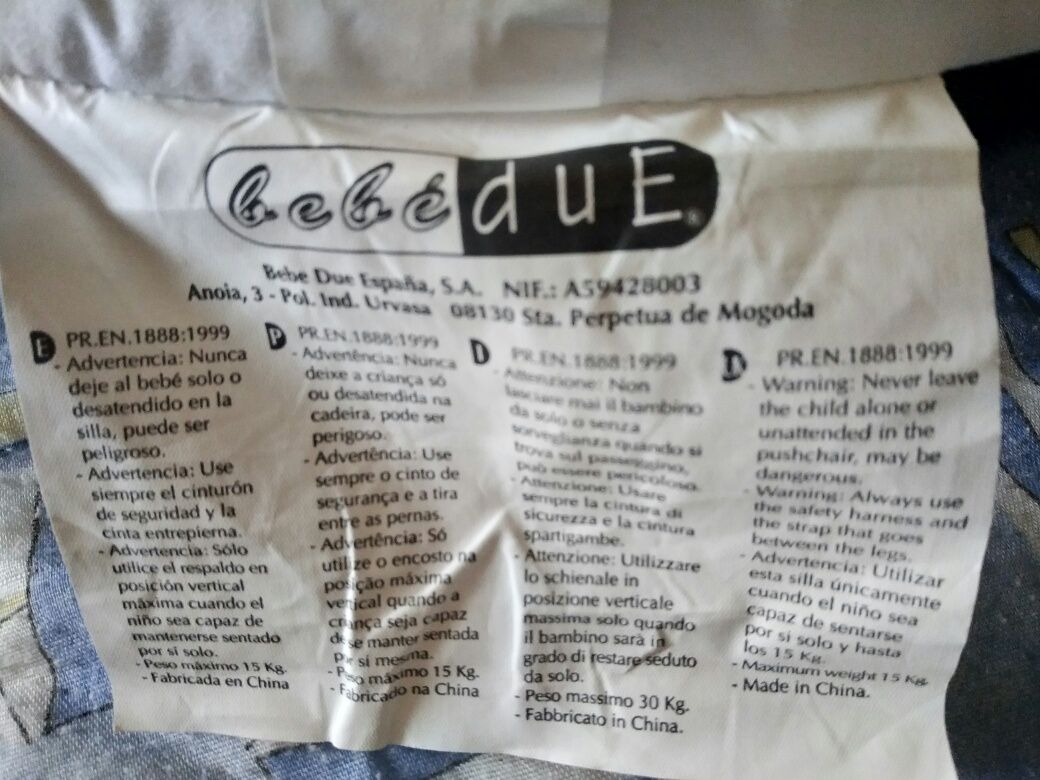 bebé duE®
Bebe Due España, S.A. NIF.: A59428003
Anoia, 3 - Pol. Ind. Urvasa 08130 Sta. Perpetua de Mogoda
E PR.EN.1888:1999
- Advertencia: Nunca
deje al bebé solo o
desatendido en la
silla, puede ser
peligroso.
- Advertencia: Use
siempre el cinturón
de seguridad y la
cinta entrepierna.
- Advertencia: Sólo
utilice el respaldo en
posición vertical
máxima cuando el
niño sea capaz de
mantenerse sentado
por sí solo.
- Peso máximo 15 Kg.
- Fabricada en China
P PR.EN.1888:1999
- Advertência: Nunca
deixe a criança só
ou desatendida na
cadeira, pode ser
perigoso.
- Advertência: Use
sempre o cinto de
segurança e a tira
entre as pernas.
- Advertência: Só
utilize o encosto na
posição máxima
vertical quando a
criança seja capaz
de se manter sentada
por sí mesma.
- Peso máximo 15 Kg.
- Fabricado na China
D PR.EN.1888:1999
- Attenzione: Non
lasciare mai il bambino
da solo o senza
sorveglianza quando si
trova sul passeggino,
può essere pericoloso.
- Attenzione: Usare
sempre la cintura di
sicurezza e la cintura
spartigambe.
- Attenzione: Utilizzare
lo schienale in
posizione verticale
massima solo quando
il bambino sarà in
grado di restare seduto
da solo.
- Peso massimo 30 Kg.
- Fabbricato in China.
IN PR.EN.1888:1999
- Warning: Never leave
the child alone or
unattended in the
pushchair, may be
dangerous.
- Warning: Always use
the safety harness and
the strap that goes
between the legs.
- Advertencia: Utilizar
esta silla únicamente
cuando el niño sea
capaz de sentarse
por sí solo y hasta
los 15 Kg.
- Maximum weight 15 Kg.
- Made in China.